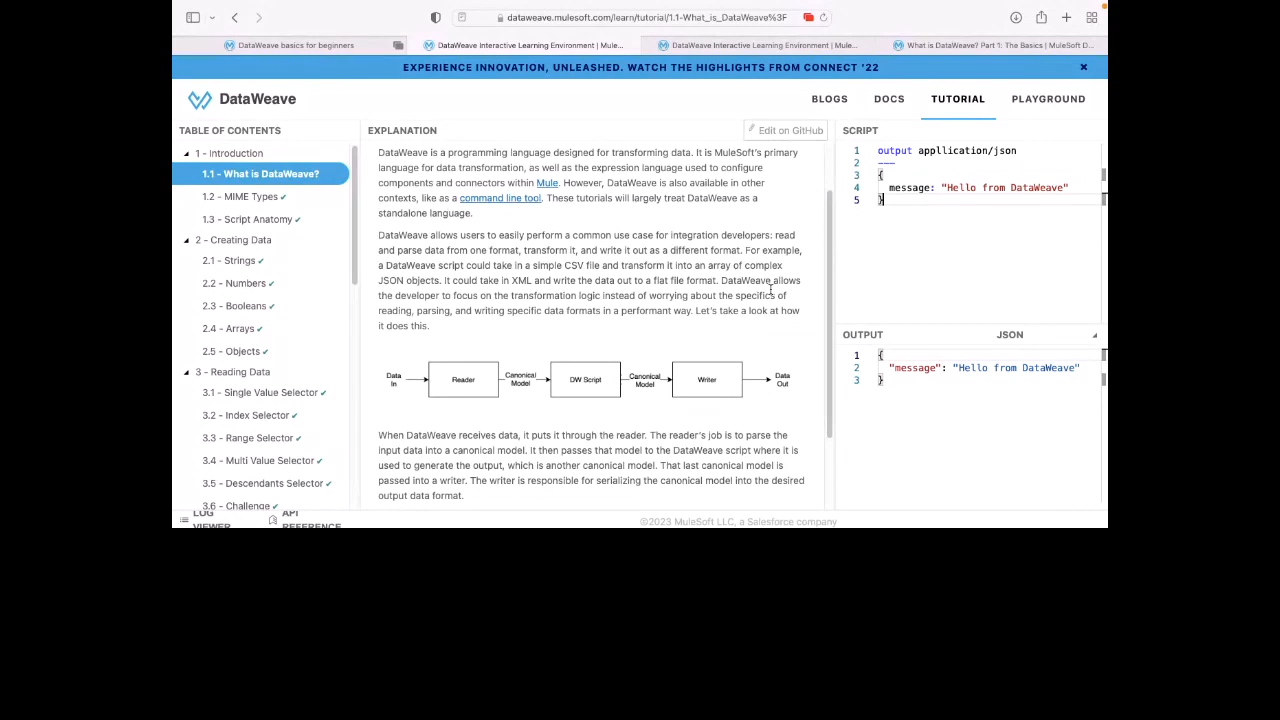 dataweave.mulesoft.com/learn/tutorial/1.1-What_is_DataWeave%3F
DataWeave basics for beginners
DataWeave Interactive Learning Environment | Mule...
DataWeave Interactive Learning Environment | Mule...
What is DataWeave? Part 1: The Basics | MuleSoft D...
EXPERIENCE INNOVATION, UNLEASHED. WATCH THE HIGHLIGHTS FROM CONNECT '22
DataWeave
BLOGS
DOCS
TUTORIAL
PLAYGROUND
TABLE OF CONTENTS
1 - Introduction
1.1 - What is DataWeave?
1.2 - MIME Types ✓
1.3 - Script Anatomy ✓
2 - Creating Data
2.1 - Strings ✓
2.2 - Numbers ✓
2.3 - Booleans ✓
2.4 - Arrays ✓
2.5 - Objects ✓
3 - Reading Data
3.1 - Single Value Selector ✓
3.2 - Index Selector ✓
3.3 - Range Selector ✓
3.4 - Multi Value Selector ✓
3.5 - Descendants Selector ✓
3.6 - Challenge ✓
EXPLANATION
Edit on GitHub
DataWeave is a programming language designed for transforming data. It is MuleSoft's primary
language for data transformation, as well as the expression language used to configure
components and connectors within Mule. However, DataWeave is also available in other
contexts, like as a command line tool. These tutorials will largely treat DataWeave as a
standalone language.
DataWeave allows users to easily perform a common use case for integration developers: read
and parse data from one format, transform it, and write it out as a different format. For example,
a DataWeave script could take in a simple CSV file and transform it into an array of complex
JSON objects. It could take in XML and write the data out to a flat file format. DataWeave allows
the developer to focus on the transformation logic instead of worrying about the specifics of
reading, parsing, and writing specific data formats in a performant way. Let's take a look at how
it does this.
Data In
Reader
Canonical Model
DW Script
Canonical Model
Writer
Data Out
When DataWeave receives data, it puts it through the reader. The reader's job is to parse the
input data into a canonical model. It then passes that model to the DataWeave script where it is
used to generate the output, which is another canonical model. That last canonical model is
passed into a writer. The writer is responsible for serializing the canonical model into the desired
output data format.
SCRIPT
1 output appllication/json
2 ---
3 {
4 message: "Hello from DataWeave"
5 }
OUTPUT
JSON
1 {
2 "message": "Hello from DataWeave"
3 }
LOG VIEWER
API REFERENCE
©2023 MuleSoft LLC, a Salesforce company